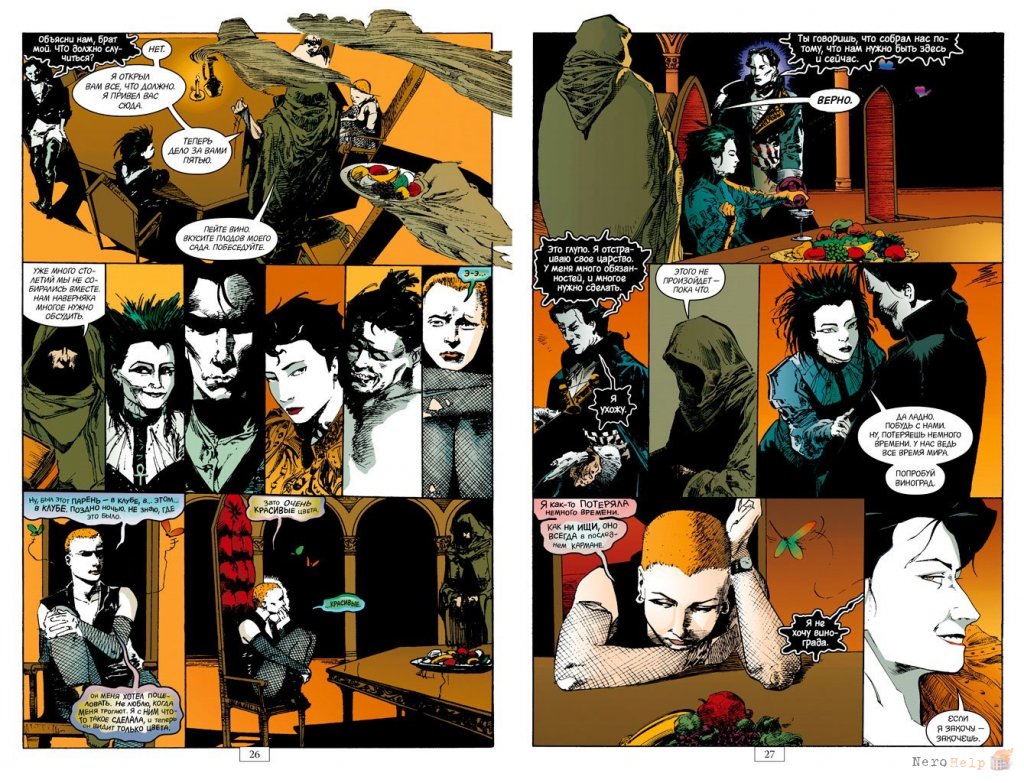 Объясни нам, брат
мой. Что должно слу-
читься?
Нет.
Я открыл
вам все, что должно.
Я привел вас
сюда.
Теперь
дело за вами
пятью.
Пейте вино.
Вкусите плодов моего
сада. Побеседуйте.
Уже много сто-
летий мы не со-
бирались вместе.
Нам наверняка
многое нужно
обсудить.
Э-э...
Ну, был этот парень – в клубе, в... этом...
в клубе. Поздно ночью. Не знаю, где
это было.
Он меня хотел поце-
ловать. Не люблю, когда
меня трогают. Я с ним что-
то такое сделала, и теперь
он видит только цвета.
Зато очень
красивые цвета.
...красивые.
26
Ты говоришь, что собрал нас по-
тому, что нам нужно быть здесь
и сейчас.
Верно.
Это глупо. Я отстра-
иваю свое царство.
У меня много обязан-
ностей, и многое
нужно сделать.
Я
ухожу.
Этого не
произойдет –
пока что.
Да ладно.
Побудь с нами.
Ну, потеряешь немного
времени. У нас ведь
все время мира.
Попробуй
виноград.
Я как-то потеряла
немного времени.
Как ни ищи, оно
всегда в послед-
нем кармане.
Я не
хочу вино-
града.
Если
я захочу –
закочешь.
27
NeroHelp